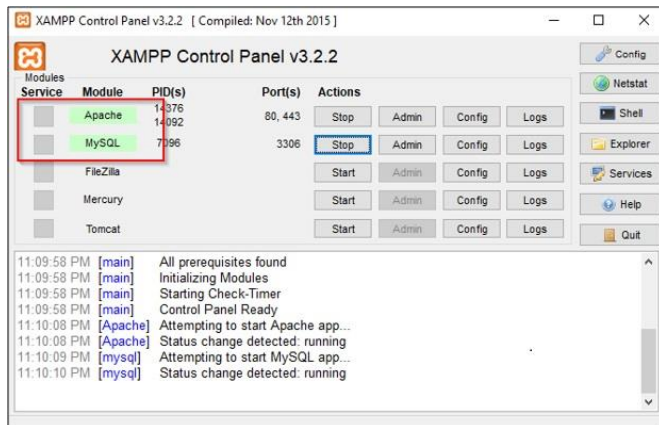 XAMPP Control Panel v3.2.2 [ Compiled: Nov 12th 2015 ]
XAMPP Control Panel v3.2.2
Config
Modules
Service Module PID(s) Port(s) Actions
Netstat
Apache 14376 14092 80, 443 Stop Admin Config Logs
Shell
MySQL 7096 3306 Stop Admin Config Logs
Explorer
FileZilla Start Admin Config Logs
Services
Mercury Start Admin Config Logs
Help
Tomcat Start Admin Config Logs
Quit
11:09:58 PM [main] All prerequisites found
11:09:58 PM [main] Initializing Modules
11:09:58 PM [main] Starting Check-Timer
11:09:58 PM [main] Control Panel Ready
11:10:08 PM [Apache] Attempting to start Apache app...
11:10:08 PM [Apache] Status change detected: running
11:10:09 PM [mysql] Attempting to start MySQL app...
11:10:10 PM [mysql] Status change detected: running